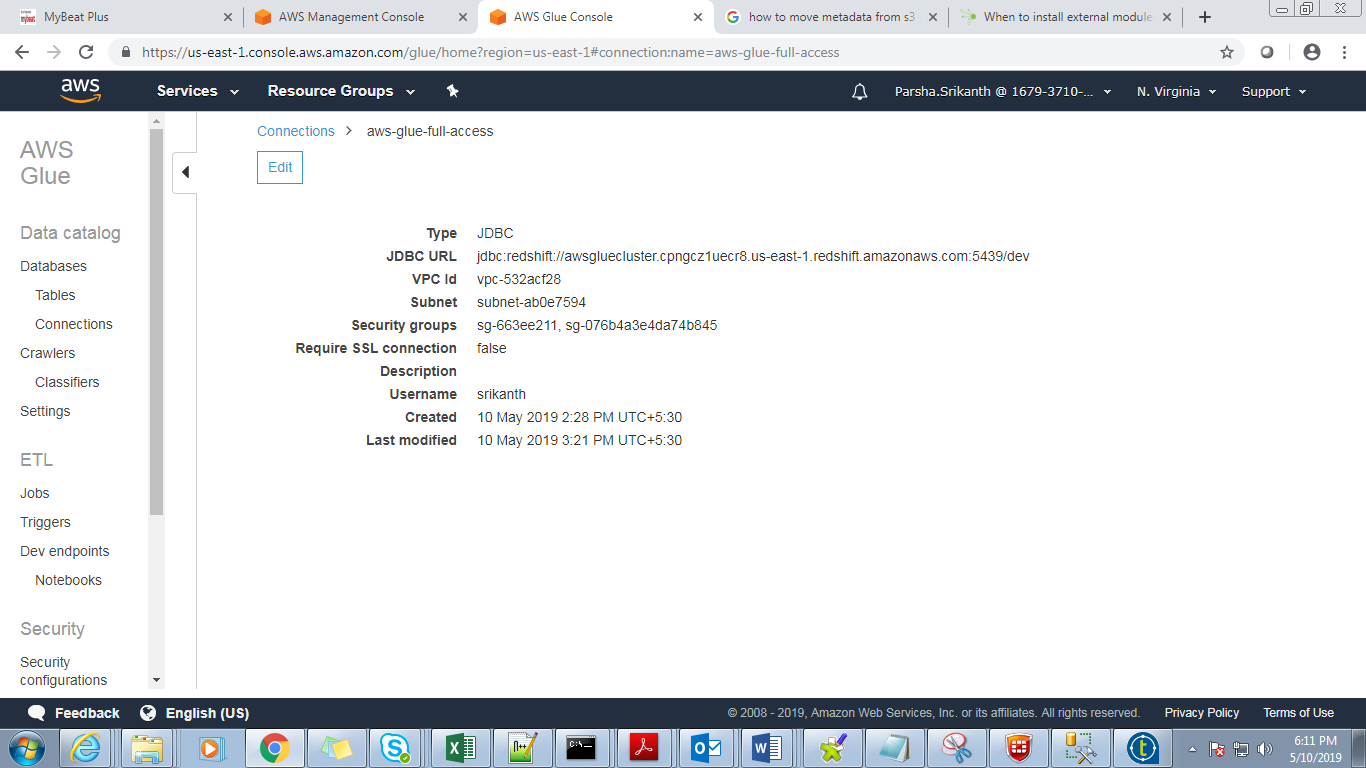 MyBeat Plus
AWS Management Console
AWS Glue Console
how to move metadata from s3
When to install external module
https://us-east-1.console.aws.amazon.com/glue/home?region=us-east-1#connection:name=aws-glue-full-access
aws
Services
Resource Groups
Parsha.Srikanth @ 1679-3710-...
N. Virginia
Support
AWS
Glue
Data catalog
Databases
Tables
Connections
Crawlers
Classifiers
Settings
ETL
Jobs
Triggers
Dev endpoints
Notebooks
Security
Security
configurations
Connections > aws-glue-full-access
Edit
Type JDBC
JDBC URL jdbc:redshift://awsgluecluster.cpngcz1uecr8.us-east-1.redshift.amazonaws.com:5439/dev
VPC Id vpc-532acf28
Subnet subnet-ab0e7594
Security groups sg-663ee211, sg-076b4a3e4da74b845
Require SSL connection false
Description
Username srikanth
Created 10 May 2019 2:28 PM UTC+5:30
Last modified 10 May 2019 3:21 PM UTC+5:30
Feedback
English (US)
© 2008 - 2019, Amazon Web Services, Inc. or its affiliates. All rights reserved.
Privacy Policy
Terms of Use
6:11 PM
5/10/2019